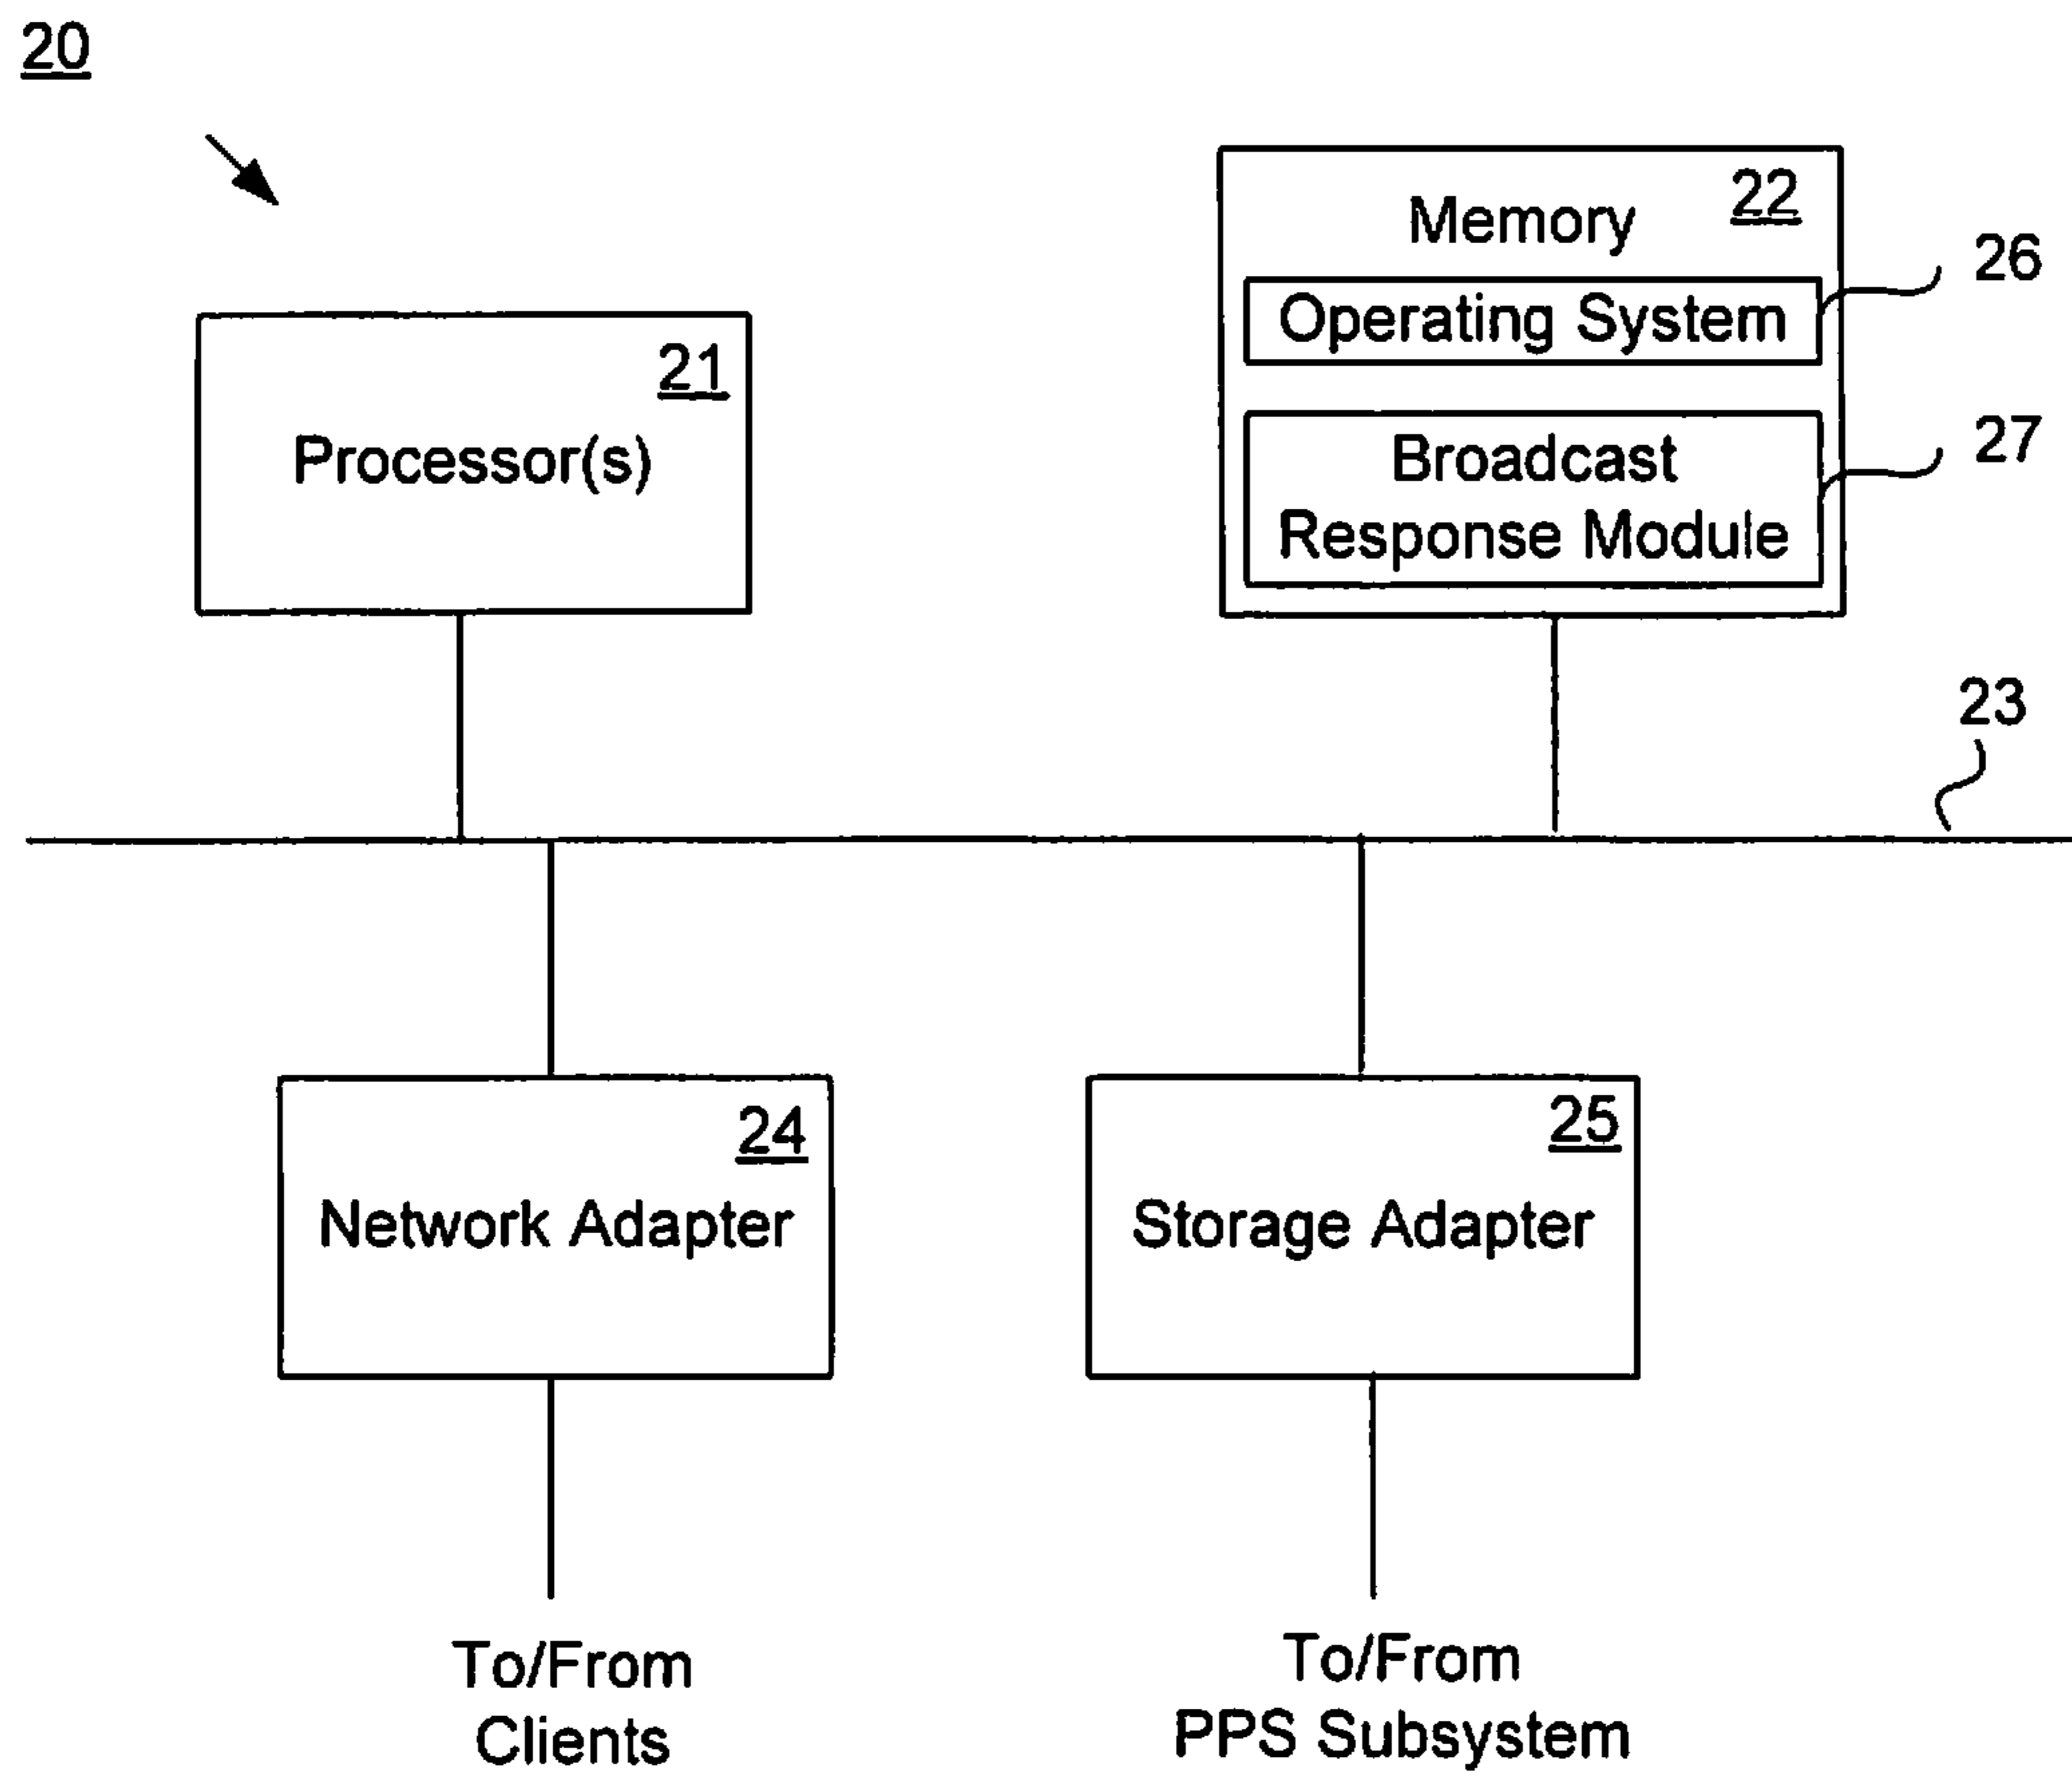 20
22
Memory
26
Operating System
21
Processor(s)
27
Broadcast
Response Module
23
24
Network Adapter
25
Storage Adapter
To/From
Clients
To/From
PPS Subsystem